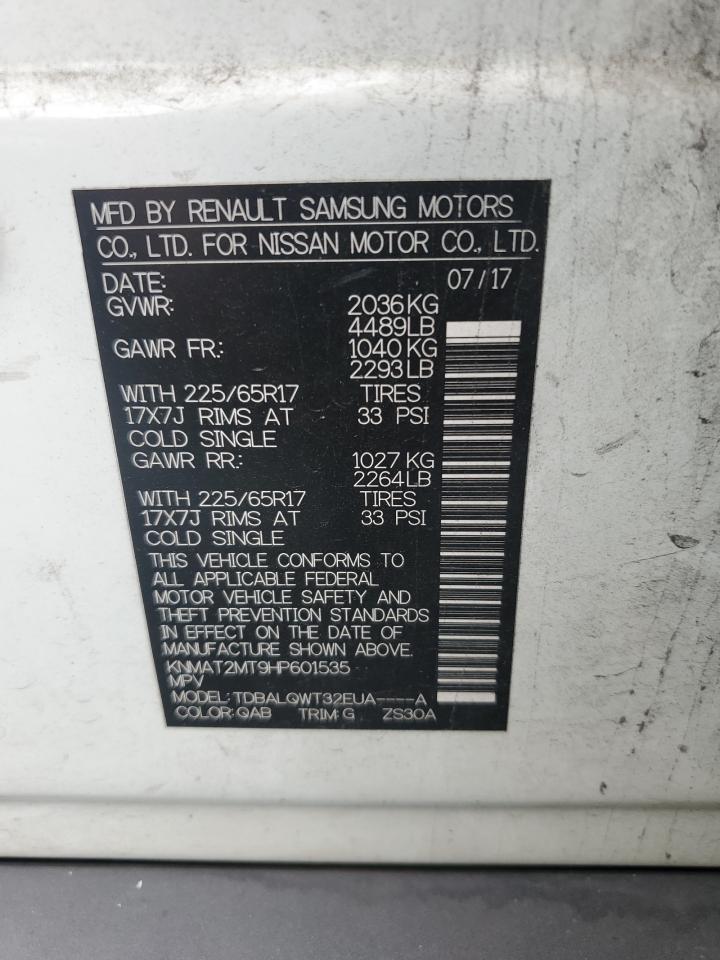 MFD BY RENAULT SAMSUNG MOTORS
CO., LTD. FOR NISSAN MOTOR CO., LTD.
DATE: 07/17
GVWR: 2036KG
4489LB
GAWR FR.: 1040KG
2293LB
WITH 225/65R17 TIRES
17X7J RIMS AT 33 PSI
COLD SINGLE
GAWR RR.: 1027KG
2264LB
WITH 225/65R17 TIRES
17X7J RIMS AT 33 PSI
COLD SINGLE
THIS VEHICLE CONFORMS TO
ALL APPLICABLE FEDERAL
MOTOR VEHICLE SAFETY AND
THEFT PREVENTION STANDARDS
IN EFFECT ON THE DATE OF
MANUFACTURE SHOWN ABOVE.
KNMAT2MT9HP601535
MPV
MODEL: TDBALQWT32EUA----A
COLOR: QAB TRIM: G ZS30A